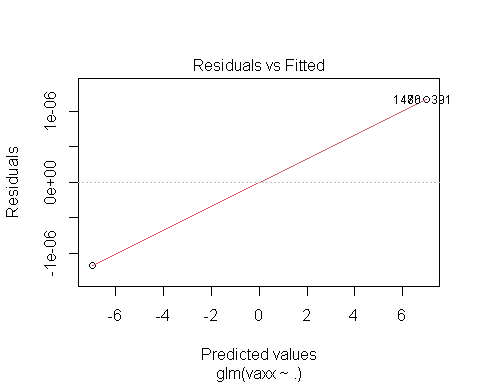 Residuals vs Fitted
Residuals
1e-06
0e+00
-1e-06
391
-6
-4
-2
0
2
4
6
Predicted values
glm(vaxx ~ .)